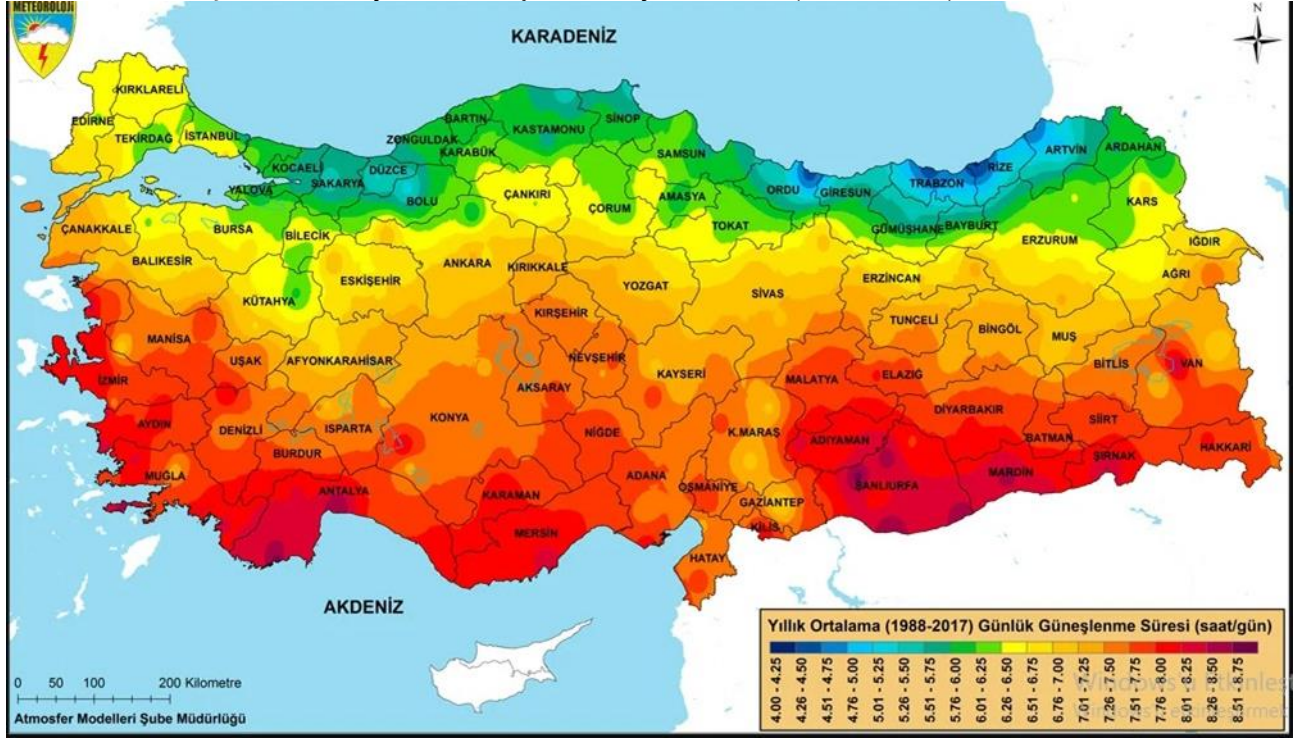 METEOROLOJİ
N
KARADENİZ
KIRKLARELİ
EDİRNE
TEKİRDAĞ
İSTANBUL
BARTIN
ZONGULDAK
KARABÜK
KASTAMONU
SİNOP
SAMSUN
KOCAELİ
YALOVA
SAKARYA
DÜZCE
BOLU
ÇANKIRI
ÇORUM
AMASYA
TOKAT
ORDU
GİRESUN
TRABZON
RİZE
ARTVİN
ARDAHAN
KARS
GÜMÜŞHANE
BAYBURT
ERZURUM
IĞDIR
AĞRI
ÇANAKKALE
BURSA
BİLECİK
BALIKESİR
ESKİŞEHİR
KÜTAHYA
ANKARA
KIRIKKALE
YOZGAT
SİVAS
ERZİNCAN
TUNCELİ
BİNGÖL
MUŞ
BİTLİS
VAN
MANİSA
UŞAK
AFYONKARAHİSAR
KIRŞEHİR
NEVŞEHİR
AKSARAY
KAYSERİ
MALATYA
ELAZIĞ
DİYARBAKIR
İZMİR
AYDIN
DENİZLİ
ISPARTA
BURDUR
KONYA
NİĞDE
K.MARAŞ
ADIYAMAN
BATMAN
SİİRT
ŞIRNAK
HAKKARİ
MUĞLA
ANTALYA
KARAMAN
MERSİN
ADANA
OSMANİYE
GAZİANTEP
KİLİS
ŞANLIURFA
MARDİN
HATAY
AKDENİZ
0 50 100 200 Kilometre
Atmosfer Modelleri Şube Müdürlüğü
Yıllık Ortalama (1988-2017) Günlük Güneşlenme Süresi (saat/gün)
4.00 - 4.25
4.26 - 4.50
4.51 - 4.75
4.76 - 5.00
5.01 - 5.25
5.26 - 5.50
5.51 - 5.75
5.76 - 6.00
6.01 - 6.25
6.26 - 6.50
6.51 - 6.75
6.76 - 7.00
7.01 - 7.25
7.26 - 7.50
7.51 - 7.75
8.01 - 8.25
8.26 - 8.50
8.51 - 8.75